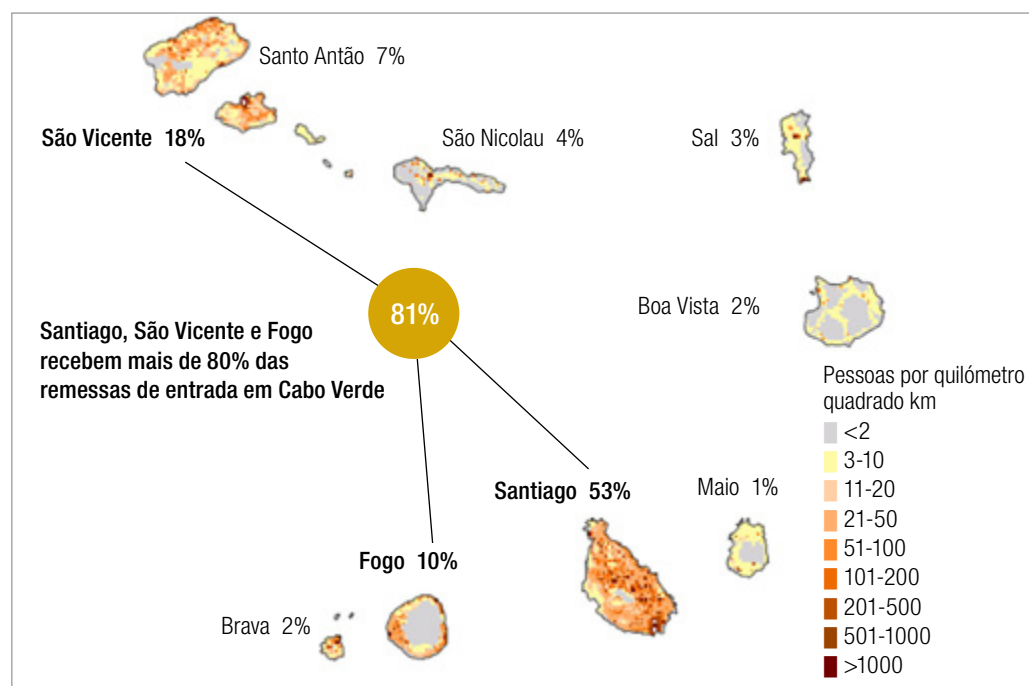 Santo Antão 7%
São Vicente 18%
São Nicolau 4%
Sal 3%
81%
Boa Vista 2%
Santiago, São Vicente e Fogo
recebem mais de 80% das
remessas de entrada em Cabo Verde
Santiago 53%
Maio 1%
Fogo 10%
Brava 2%
Pessoas por quilómetro
quadrado km
<2
3-10
11-20
21-50
51-100
101-200
201-500
501-1000
>1000